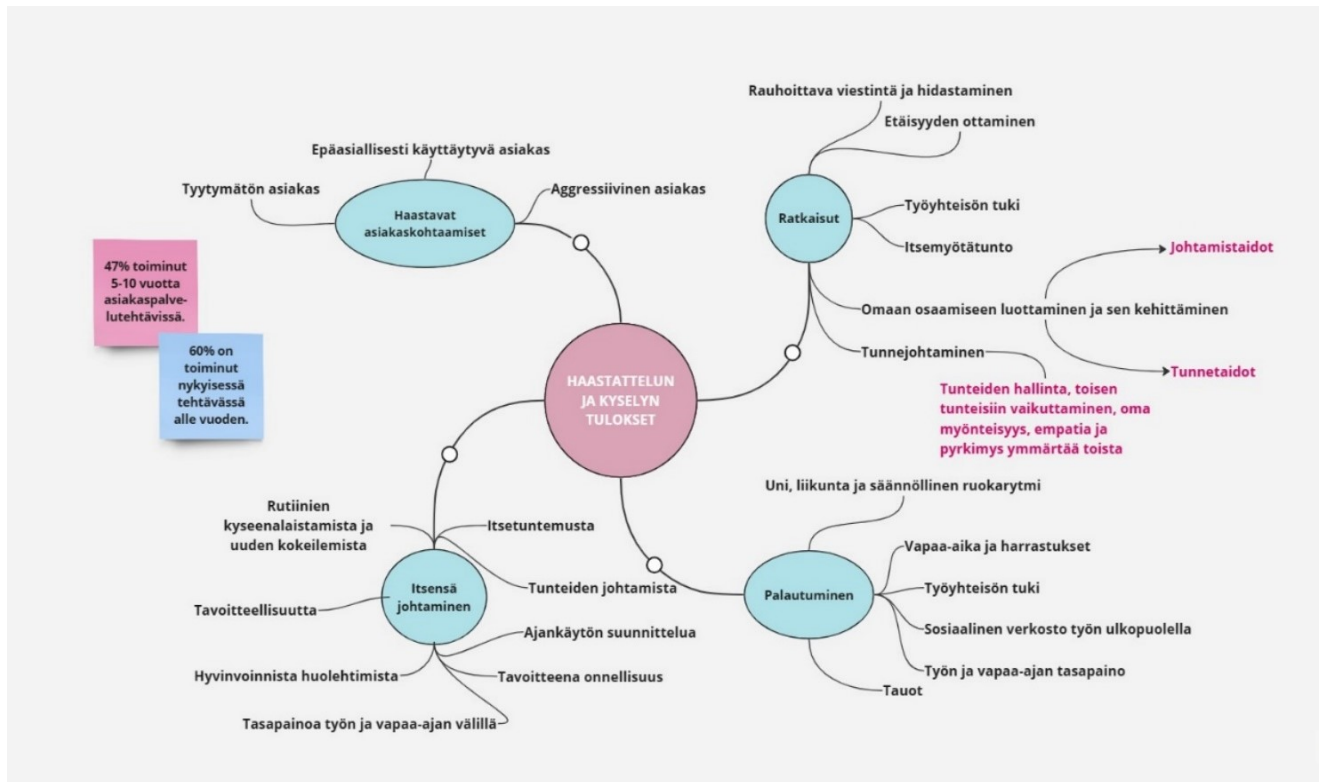 Rauhoittava viestintä ja hidastaminen
Etäisyyden ottaminen
Epäasiallisesti käyttäytyvä asiakas
Tyytymätön asiakas
Aggressiivinen asiakas
Haastavat
asiakaskohtaamiset
Ratkaisut
Työyhteisön tuki
Itsemyötätunto
Johtamistaidot
47% toiminut
5-10 vuotta
asiakaspalve-
lutehtävissä.
60% on
toiminut
nykyisessä
tehtävässä
alle vuoden.
Omaan osaamiseen luottaminen ja sen kehittäminen
Tunnejohtaminen
Tunnetaidot
Tunteiden hallinta, toisen
tunteisiin vaikuttaminen, oma
myönteisyys, empatia ja
pyrkimys ymmärtää toista
HAASTATTELUN
JA KYSELYN
TULOKSET
Uni, liikunta ja säännöllinen ruokarytmi
Rutiinien
kyseenalaistamista ja
uuden kokeilemista
Itsetuntemusta
Tunteiden johtamista
Itsensä
johtaminen
Tavoitteellisuutta
Ajankäytön suunnittelua
Hyvinvoinnista huolehtimista
Tavoitteena onnellisuus
Tasapainoa työn ja vapaa-ajan välillä
Vapaa-aika ja harrastukset
Työyhteisön tuki
Palautuminen
Sosiaalinen verkosto työn ulkopuolella
Työn ja vapaa-ajan tasapaino
Tauot